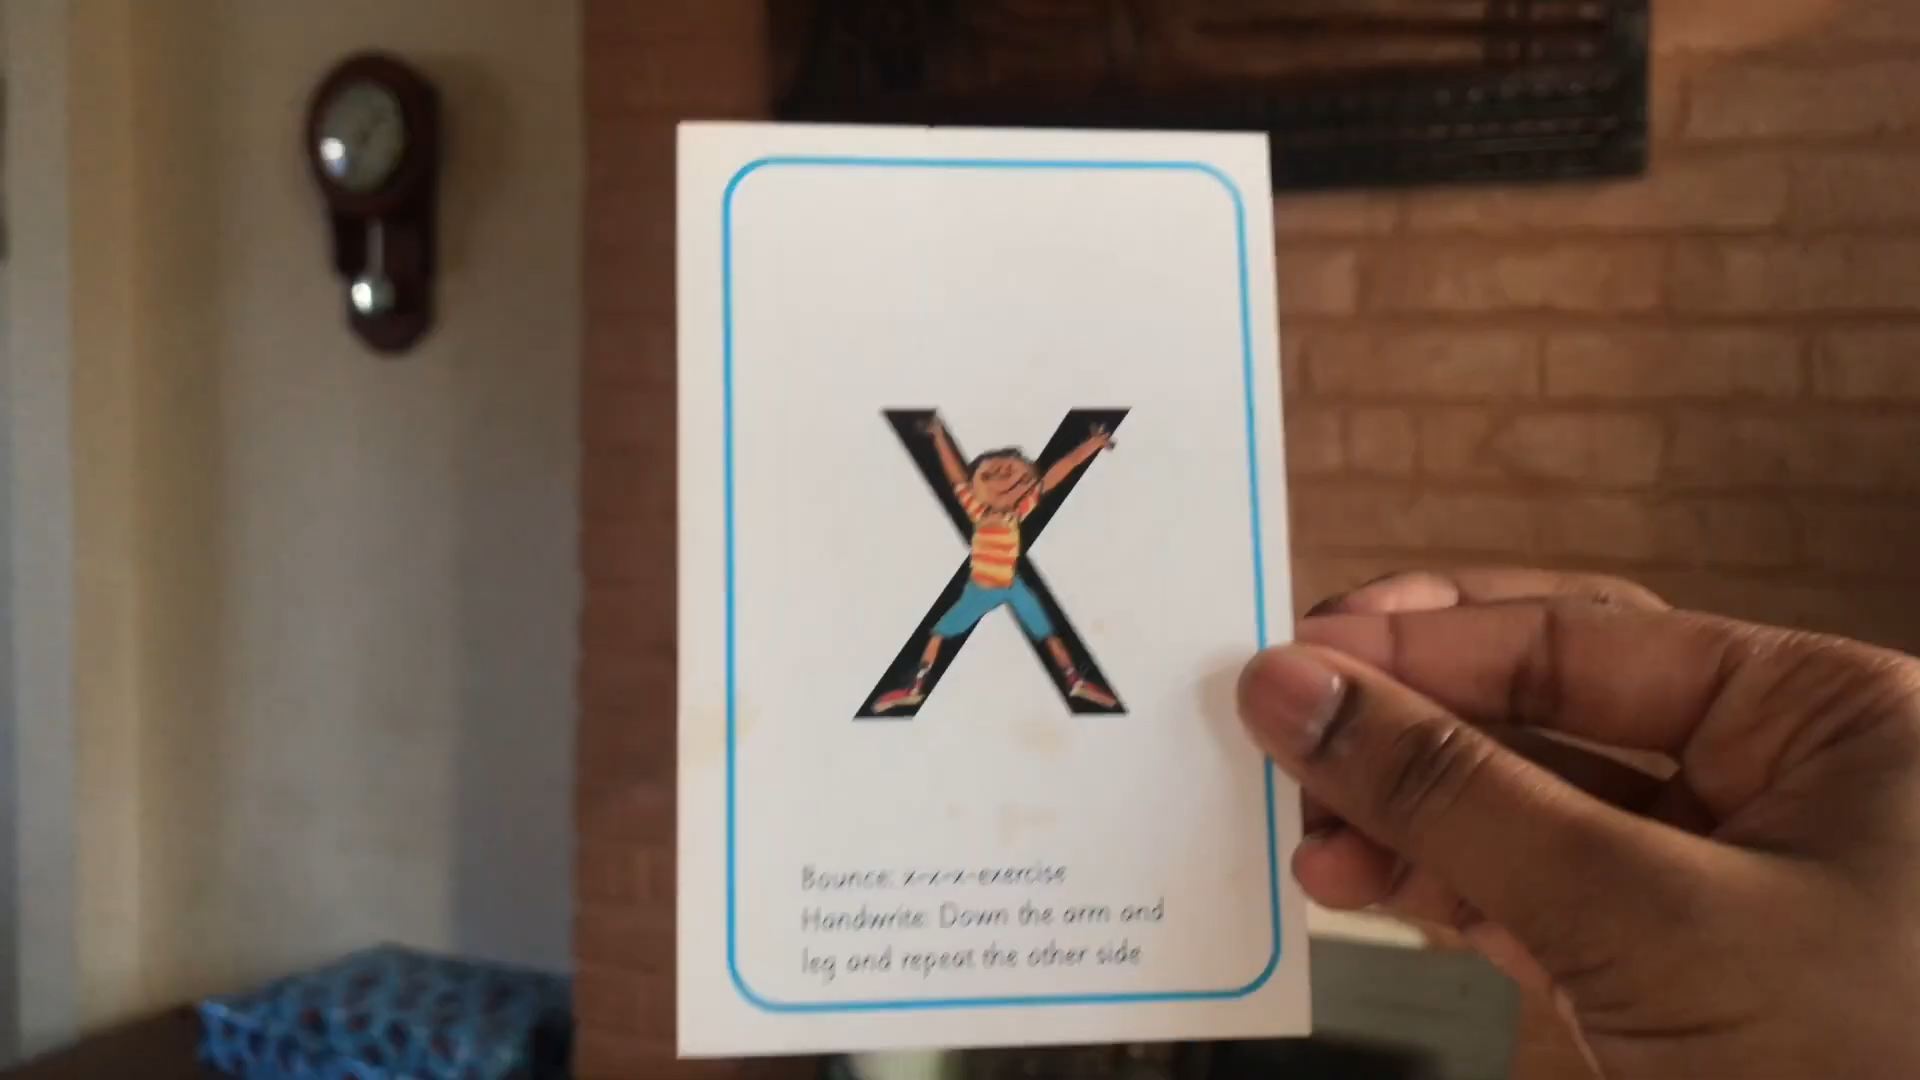 x
Bounce: x-x-x-exercise
Handwrite: Down the arm and
leg and repeat the other side